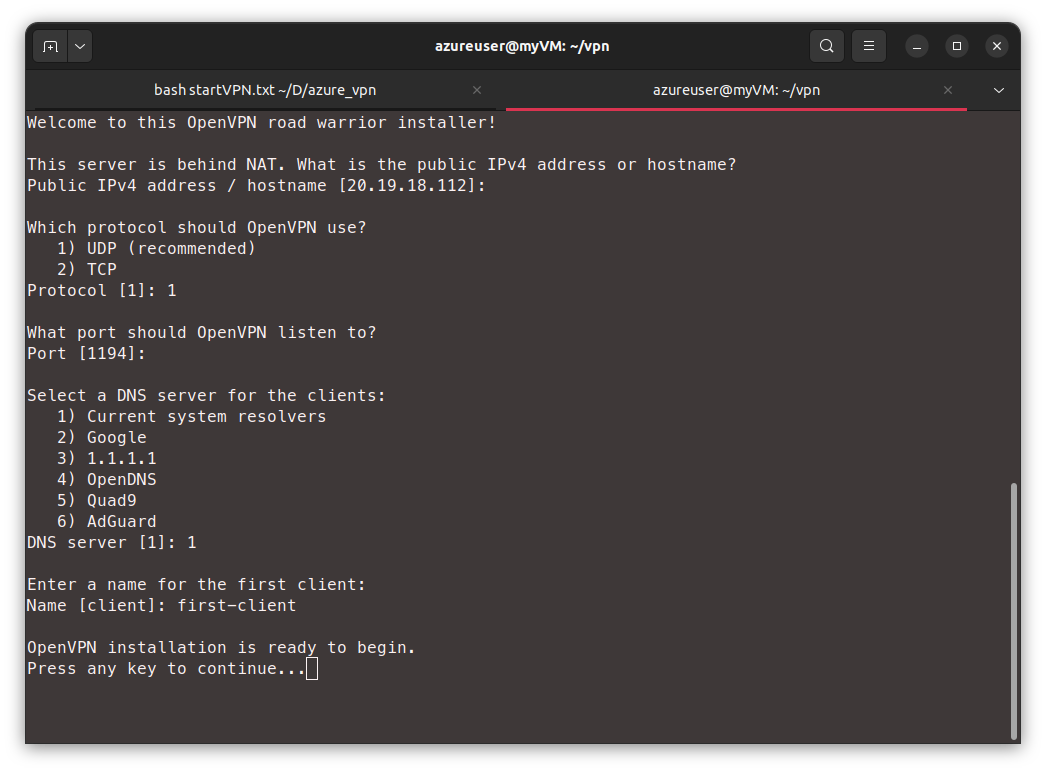 azureuser@myVM: ~/vpn
bash startVPN.txt ~/D/azure_vpn
azureuser@myVM: ~/vpn
Welcome to this OpenVPN road warrior installer!
This server is behind NAT. What is the public IPv4 address or hostname?
Public IPv4 address / hostname [20.19.18.112]:
Which protocol should OpenVPN use?
   1) UDP (recommended)
   2) TCP
Protocol [1]: 1
What port should OpenVPN listen to?
Port [1194]:
Select a DNS server for the clients:
   1) Current system resolvers
   2) Google
   3) 1.1.1.1
   4) OpenDNS
   5) Quad9
   6) AdGuard
DNS server [1]: 1
Enter a name for the first client:
Name [client]: first-client
OpenVPN installation is ready to begin.
Press any key to continue...